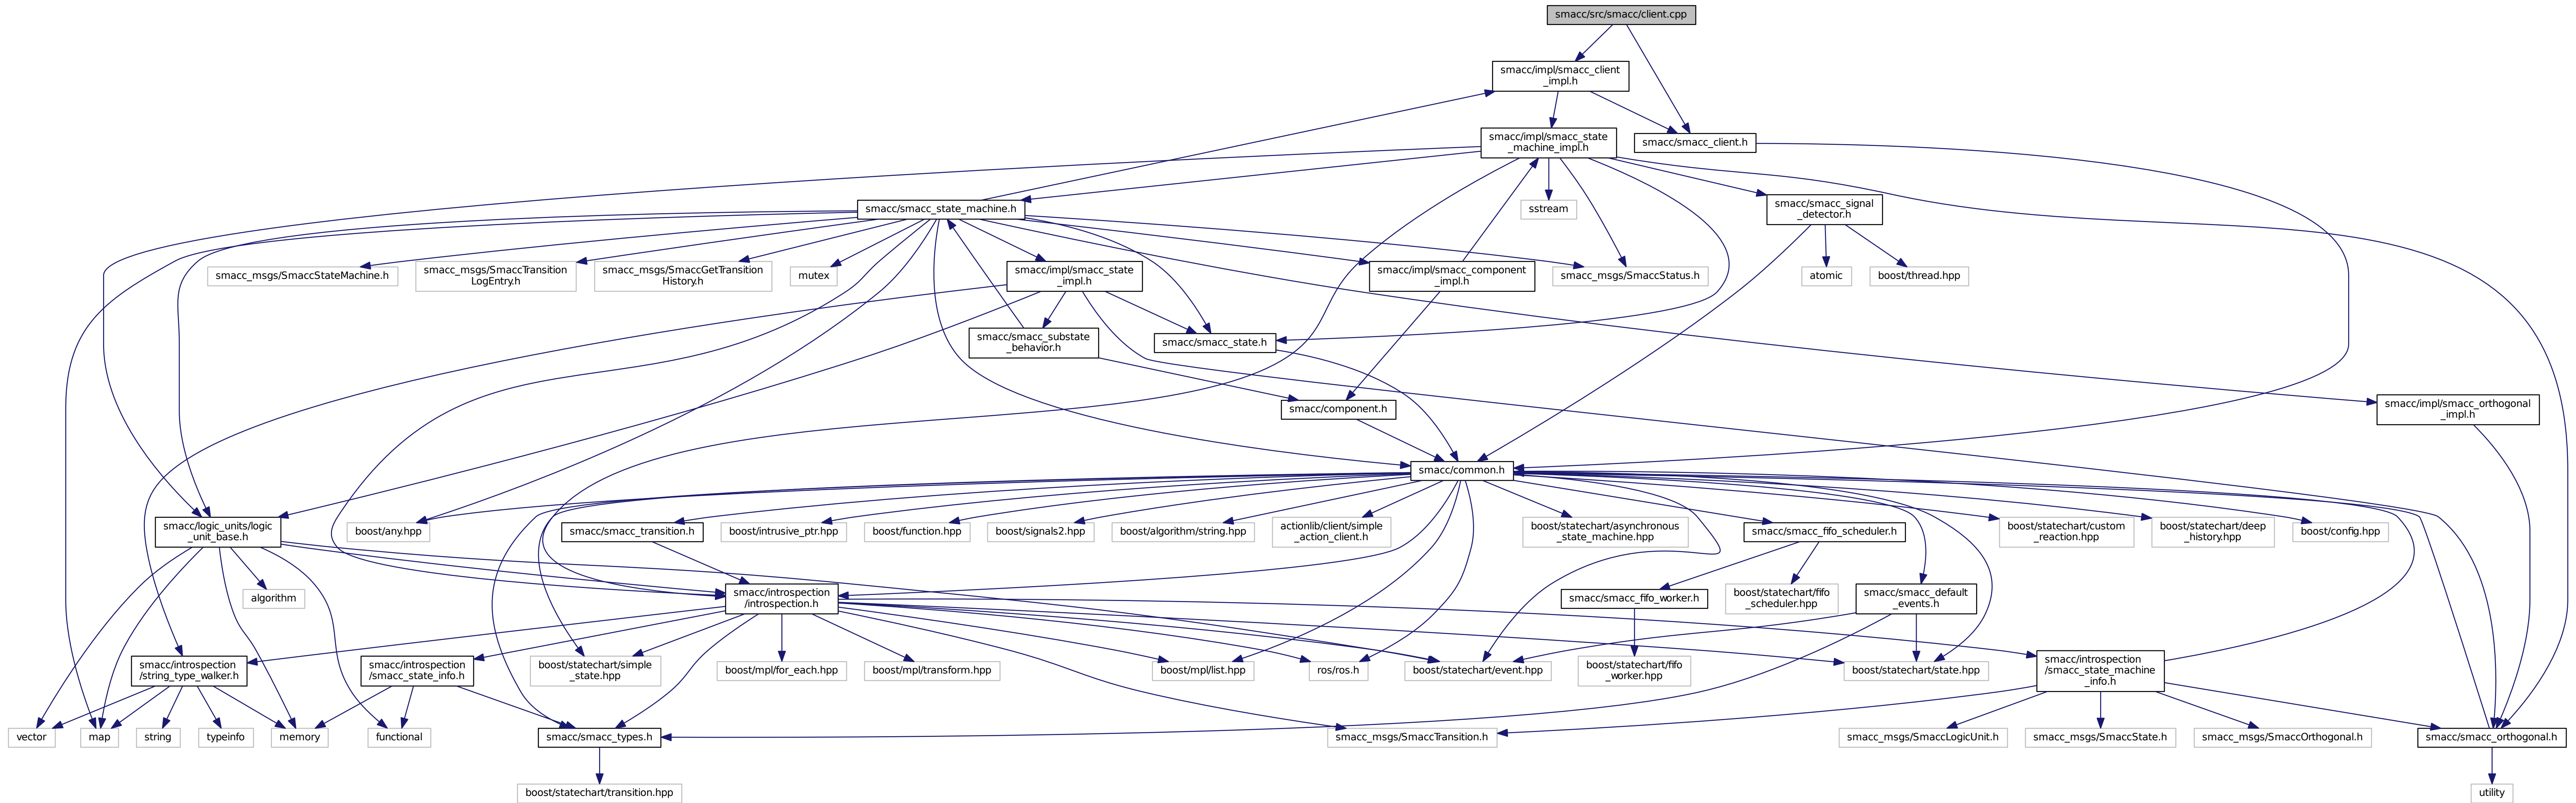 smacc/src/smacc/client.cpp
smacc/impl/smacc_client
_impl.h
smacc/impl/smacc_state
_machine_impl.h
smacc/smacc_client.h
smacc/smacc_state_machine.h
sstream
smacc/smacc_signal
_detector.h
smacc_msgs/SmaccStateMachine.h
smacc_msgs/SmaccTransition
LogEntry.h
smacc_msgs/SmaccGetTransition
History.h
mutex
smacc/impl/smacc_state
_impl.h
smacc/impl/smacc_component
_impl.h
smacc_msgs/SmaccStatus.h
atomic
boost/thread.hpp
smacc/smacc_substate
_behavior.h
smacc/smacc_state.h
smacc/component.h
smacc/impl/smacc_orthogonal
_impl.h
smacc/common.h
smacc/logic_units/logic
_unit_base.h
boost/any.hpp
smacc/smacc_transition.h
boost/intrusive_ptr.hpp
boost/function.hpp
boost/signals2.hpp
boost/algorithm/string.hpp
actionlib/client/simple
_action_client.h
boost/statechart/asynchronous
_state_machine.hpp
smacc/smacc_fifo_scheduler.h
boost/statechart/custom
_reaction.hpp
boost/statechart/deep
_history.hpp
boost/config.hpp
algorithm
smacc/introspection
/introspection.h
smacc/smacc_fifo_worker.h
boost/statechart/fifo
_scheduler.hpp
smacc/smacc_default
_events.h
smacc/introspection
/string_type_walker.h
smacc/introspection
/smacc_state_info.h
boost/statechart/simple
_state.hpp
boost/mpl/for_each.hpp
boost/mpl/transform.hpp
boost/mpl/list.hpp
ros/ros.h
boost/statechart/event.hpp
boost/statechart/fifo
_worker.hpp
boost/statechart/state.hpp
smacc/introspection
/smacc_state_machine
_info.h
vector
map
string
typeinfo
memory
functional
smacc/smacc_types.h
smacc_msgs/SmaccTransition.h
smacc_msgs/SmaccLogicUnit.h
smacc_msgs/SmaccState.h
smacc_msgs/SmaccOrthogonal.h
smacc/smacc_orthogonal.h
boost/statechart/transition.hpp
utility